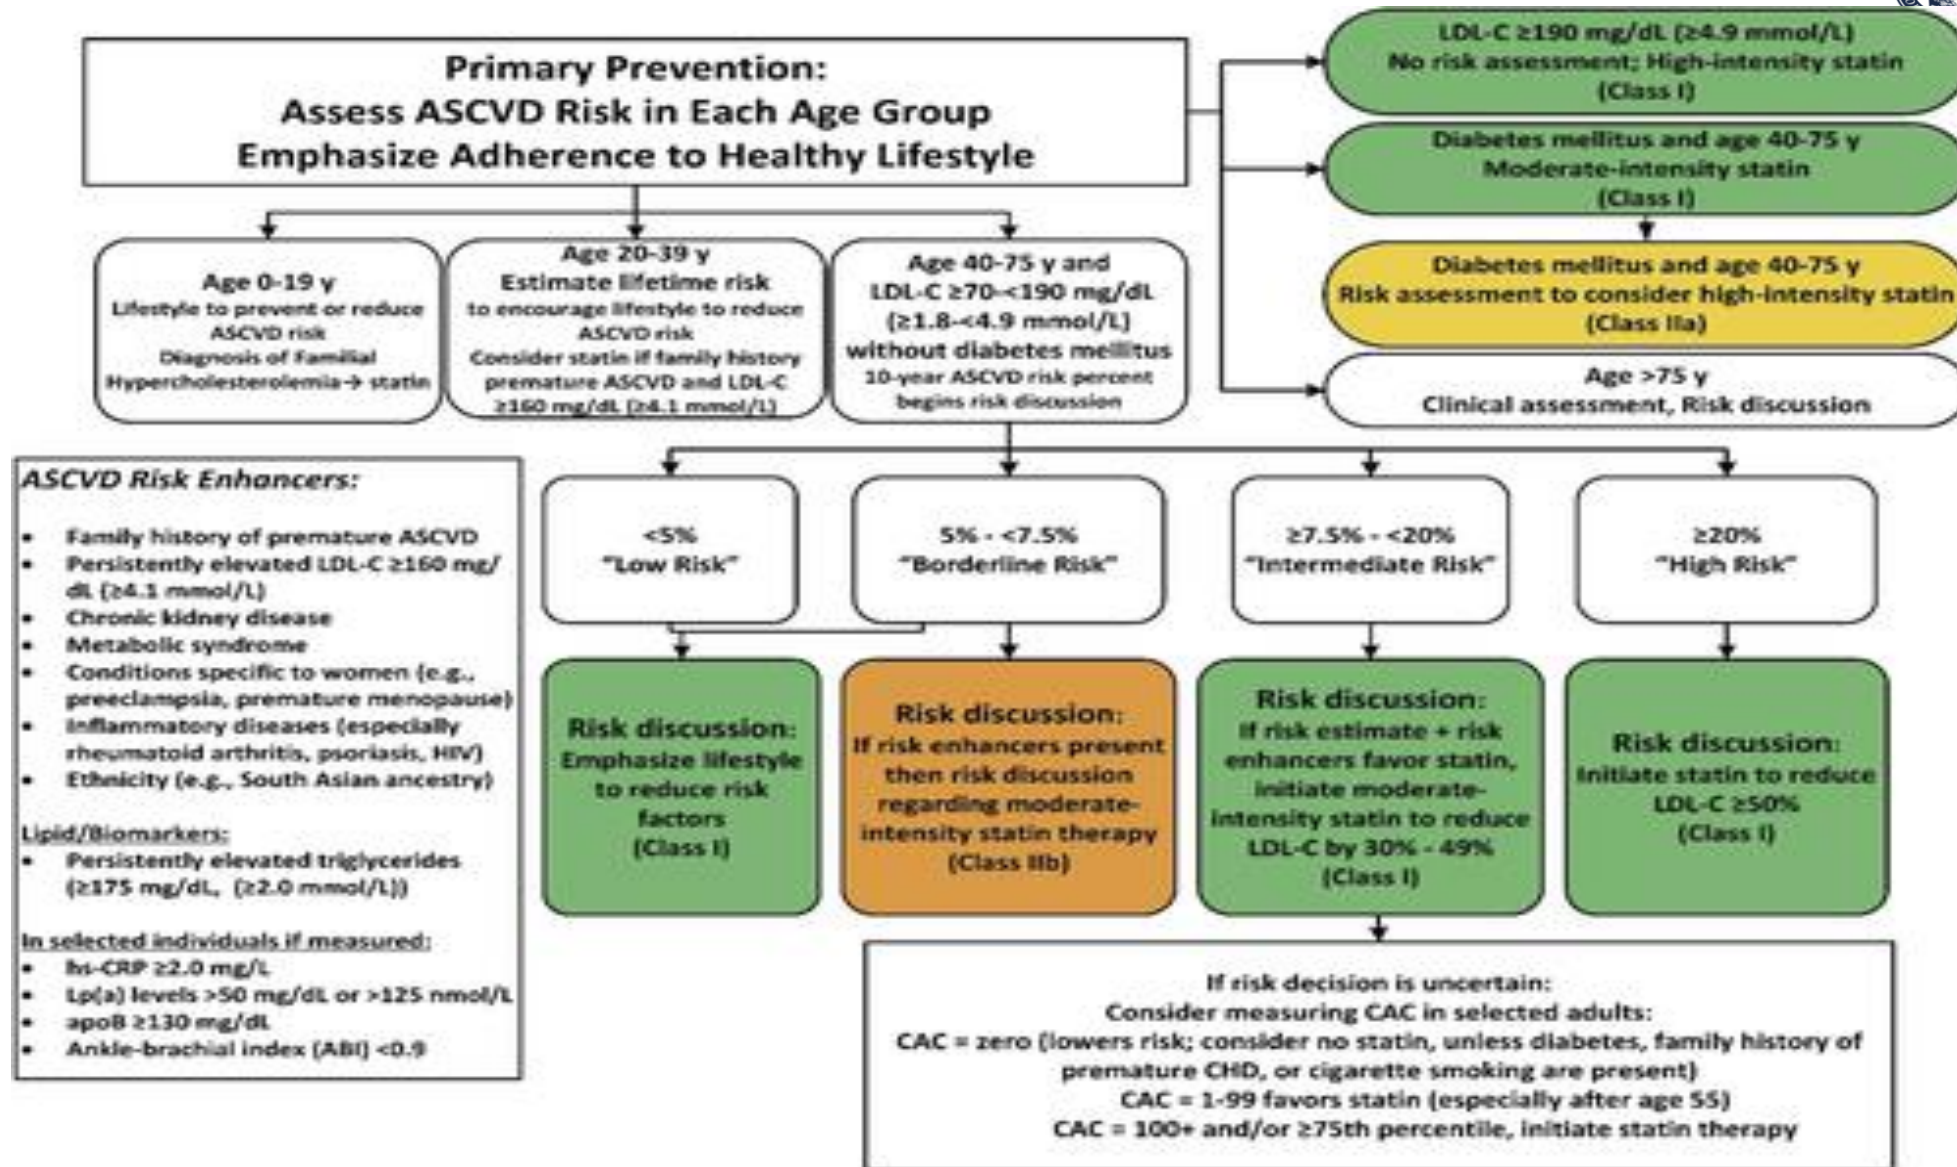 Primary Prevention:
Assess ASCVD Risk in Each Age Group
Emphasize Adherence to Healthy Lifestyle
LDL-C ≥190 mg/dL (≥4.9 mmol/L)
No risk assessment; High-intensity statin
(Class I)
Diabetes mellitus and age 40-75 y
Moderate-intensity statin
(Class I)
Diabetes mellitus and age 40-75 y
Risk assessment to consider high-intensity statin
(Class IIa)
Age >75 y
Clinical assessment, Risk discussion
Age 0-19 y
Lifestyle to prevent or reduce
ASCVD risk
Diagnosis of Familial
Hypercholesterolemia→ statin
Age 20-39 y
Estimate lifetime risk
to encourage lifestyle to reduce
ASCVD risk
Consider statin if family history
premature ASCVD and LDL-C
≥160 mg/dL (≥4.1 mmol/L)
Age 40-75 y and
LDL-C ≥70-<190 mg/dL
(≥1.8-<4.9 mmol/L)
without diabetes mellitus
10-year ASCVD risk percent
begins risk discussion
ASCVD Risk Enhancers:
• Family history of premature ASCVD
• Persistently elevated LDL-C ≥160 mg/
dL (≥4.1 mmol/L)
• Chronic kidney disease
• Metabolic syndrome
• Conditions specific to women (e.g.,
preeclampsia, premature menopause)
• Inflammatory diseases (especially
rheumatoid arthritis, psoriasis, HIV)
• Ethnicity (e.g., South Asian ancestry)
Lipid/Biomarkers:
• Persistently elevated triglycerides
(≥175 mg/dL, (≥2.0 mmol/L))
In selected individuals if measured:
• hs-CRP ≥2.0 mg/L
• Lp(a) levels >50 mg/dL or >125 nmol/L
• apoB ≥130 mg/dL
• Ankle-brachial index (ABI) <0.9
<5%
"Low Risk"
5% - <7.5%
"Borderline Risk"
≥7.5% - <20%
"Intermediate Risk"
≥20%
"High Risk"
Risk discussion:
Emphasize lifestyle
to reduce risk
factors
(Class I)
Risk discussion:
If risk enhancers present
then risk discussion
regarding moderate-
intensity statin therapy
(Class IIb)
Risk discussion:
If risk estimate + risk
enhancers favor statin,
initiate moderate-
intensity statin to reduce
LDL-C by 30% - 49%
(Class I)
Risk discussion:
Initiate statin to reduce
LDL-C ≥50%
(Class I)
If risk decision is uncertain:
Consider measuring CAC in selected adults:
CAC = zero (lowers risk; consider no statin, unless diabetes, family history of
premature CHD, or cigarette smoking are present)
CAC = 1-99 favors statin (especially after age 55)
CAC = 100+ and/or ≥75th percentile, initiate statin therapy